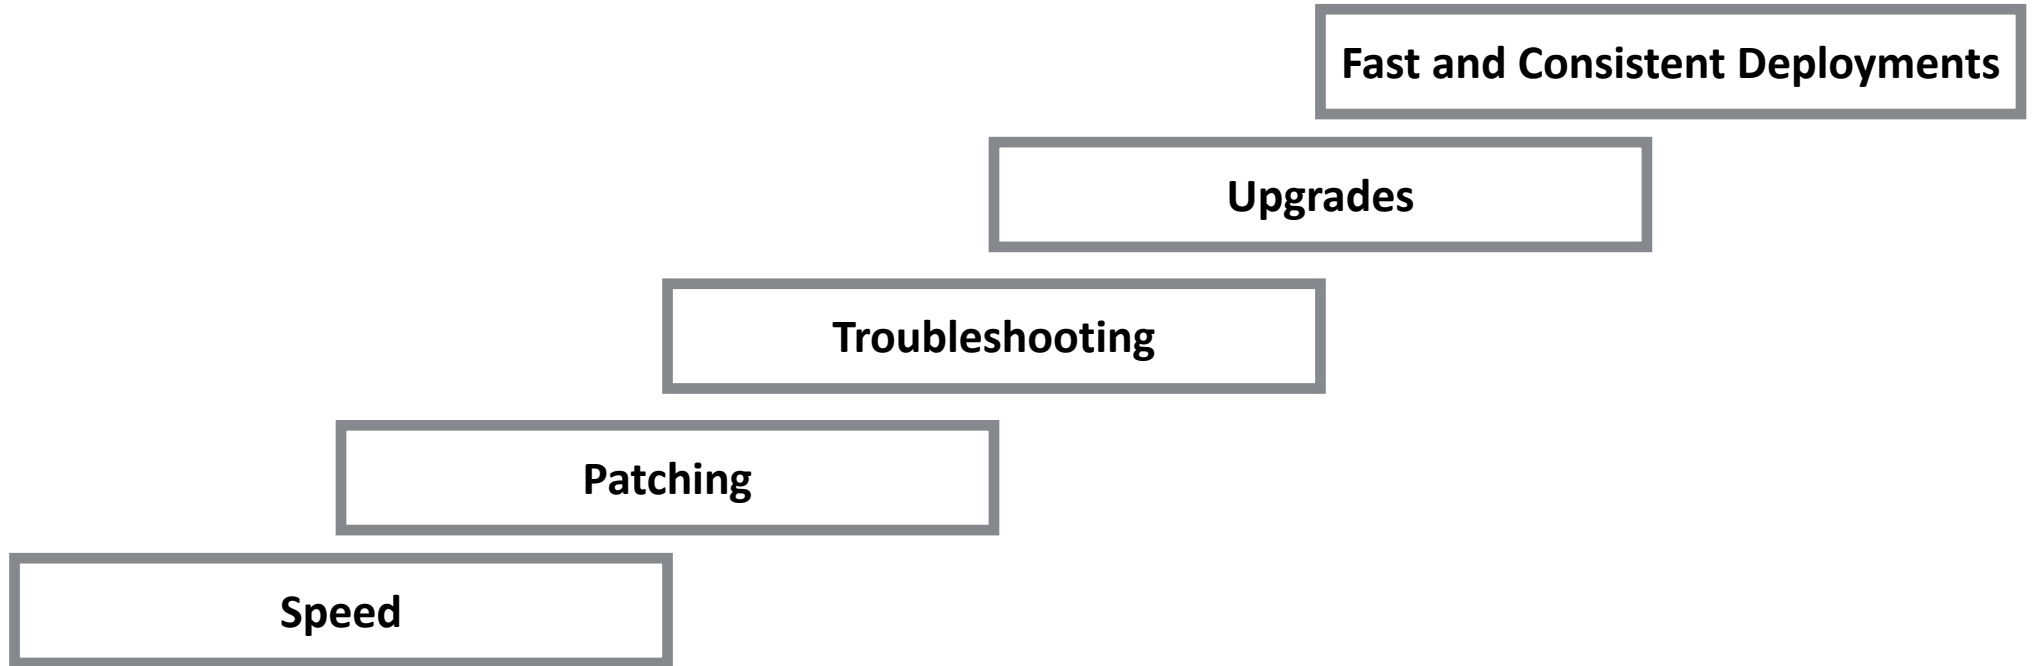 Fast and Consistent Deployments
Upgrades
Troubleshooting
Patching
Speed